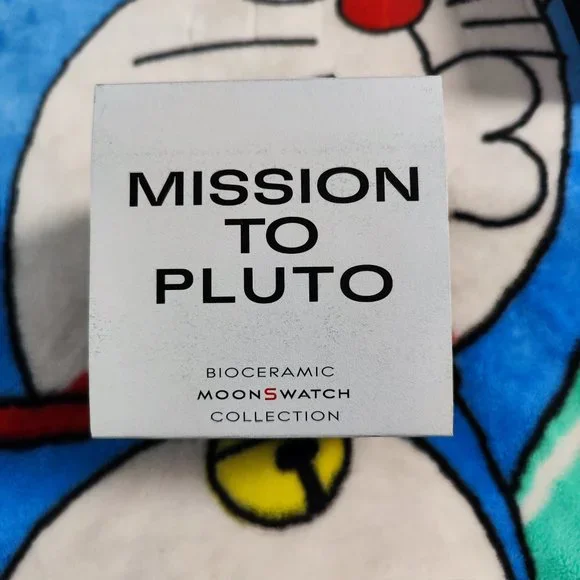 MISSION
TO
PLUTO
BIOCERAMIC
MOONSWATCH
COLLECTION